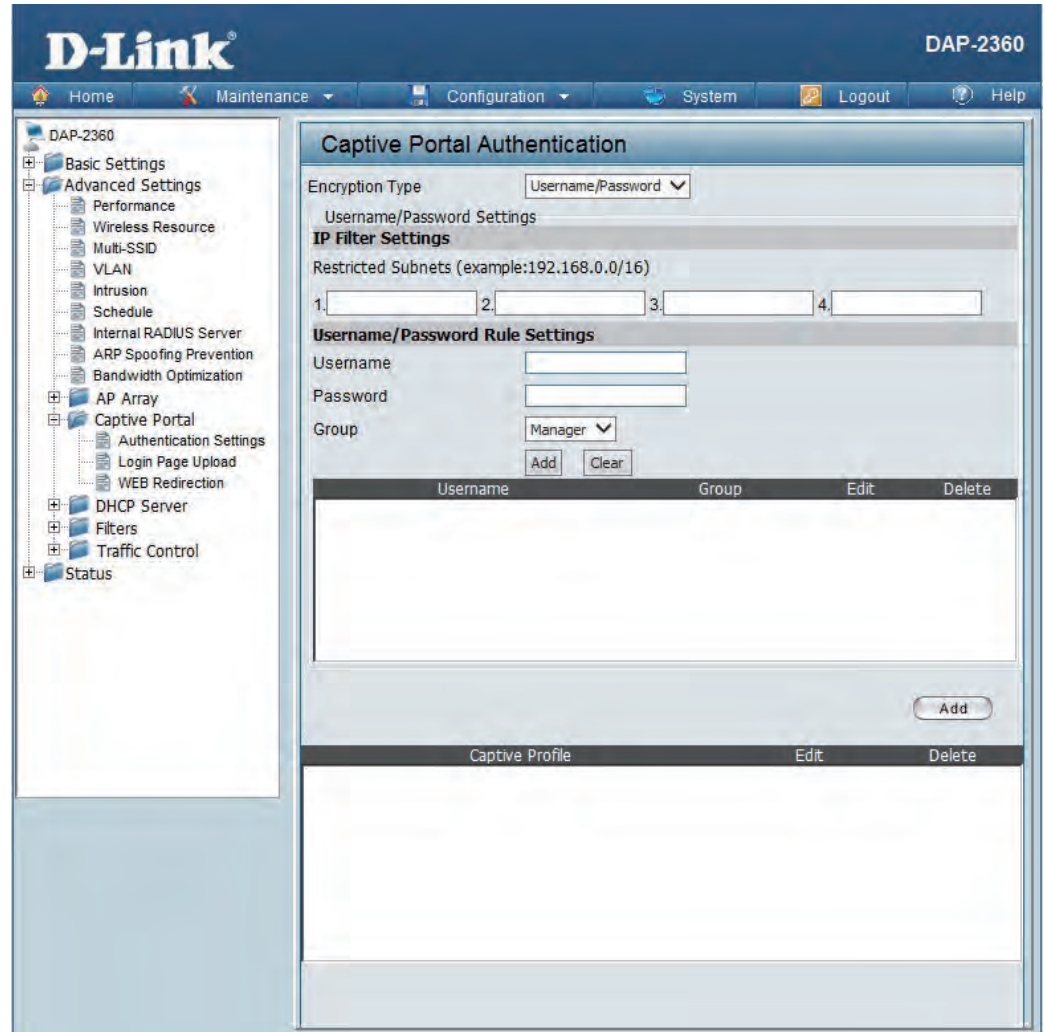 D-Link®
DAP-2360
Home Maintenance Configuration System Logout Help
DAP-2360
Basic Settings
Advanced Settings
Performance
Wireless Resource
Multi-SSID
VLAN
Intrusion
Schedule
Internal RADIUS Server
ARP Spoofing Prevention
Bandwidth Optimization
AP Array
Captive Portal
Authentication Settings
Login Page Upload
WEB Redirection
DHCP Server
Filters
Traffic Control
Status
Captive Portal Authentication
Encryption Type Username/Password
Username/Password Settings
IP Filter Settings
Restricted Subnets (example:192.168.0.0/16)
1. 2. 3. 4.
Username/Password Rule Settings
Username
Password
Group Manager
Add Clear
Username Group Edit Delete
Add
Captive Profile Edit Delete